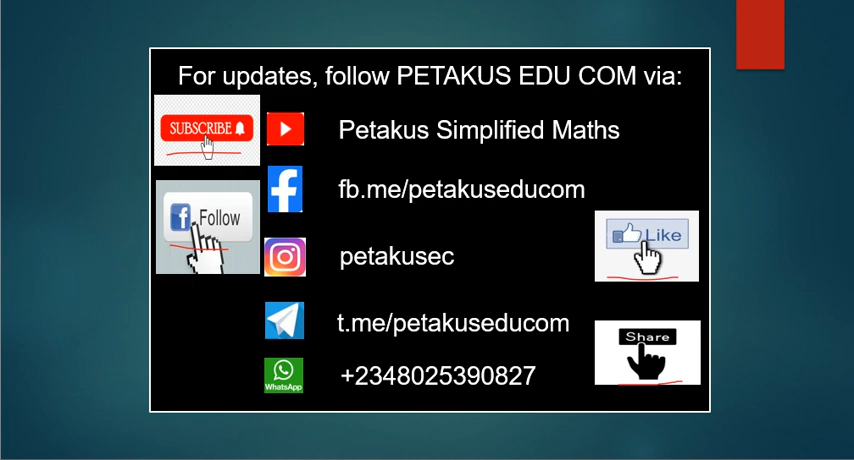 For updates, follow PETAKUS EDU COM via:
SUBSCRIBE
Petakus Simplified Maths
fb.me/petakuseducom
Follow
Like
petakusec
t.me/petakuseducom
Share
WhatsApp
+2348025390827